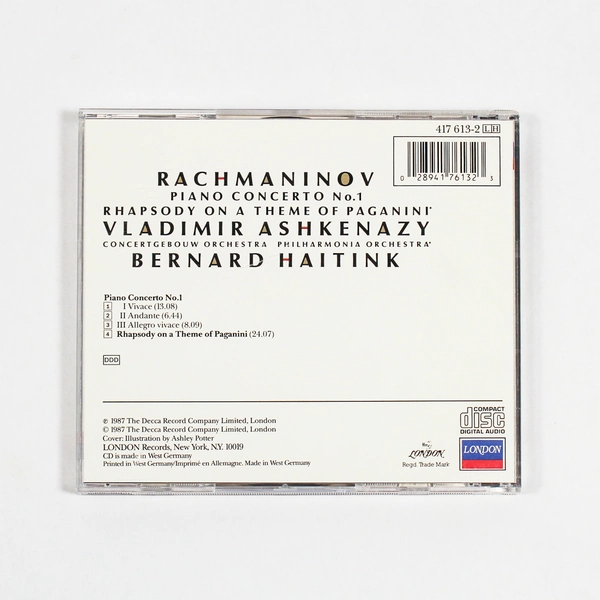 417 613-2 LH
0 28941 76132 3
RACHMANINOV
PIANO CONCERTO No.1
RHAPSODY ON A THEME OF PAGANINI*
VLADIMIR ASHKENAZY
CONCERTGEBOUW ORCHESTRA PHILHARMONIA ORCHESTRA*
BERNARD HAITINK
Piano Concerto No.1
1 I Vivace (13.08)
2 II Andante (6.44)
3 III Allegro vivace (8.09)
4 Rhapsody on a Theme of Paganini (24.07)
DDD
℗ 1987 The Decca Record Company Limited, London
© 1987 The Decca Record Company Limited, London
Cover: Illustration by Ashley Potter
LONDON Records, New York, N.Y. 10019
CD is made in West Germany
Printed in West Germany/Imprimé en Allemagne. Made in West Germany
LONDON
Regd. Trade Mark
COMPACT
disc
DIGITAL AUDIO
LONDON